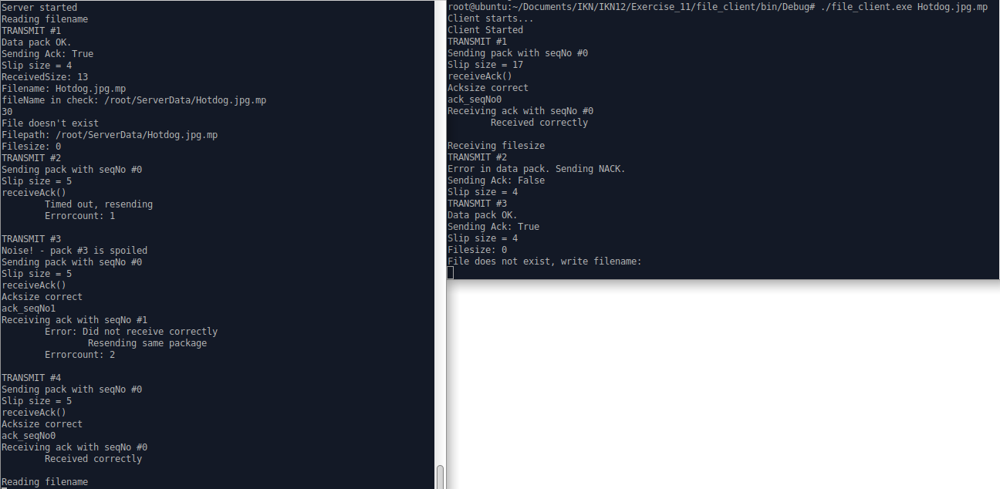 Server started
Reading filename
TRANSMIT #1
Data pack OK.
Sending Ack: True
Slip size = 4
ReceivedSize: 13
Filename: Hotdog.jpg.mp
fileName in check: /root/ServerData/Hotdog.jpg.mp
30
File doesn't exist
Filepath: /root/ServerData/Hotdog.jpg.mp
Filesize: 0
TRANSMIT #2
Sending pack with seqNo #0
Slip size = 5
receiveAck()
Timed out, resending
Errorcount: 1
TRANSMIT #3
Noise! - pack #3 is spoiled
Sending pack with seqNo #0
Slip size = 5
receiveAck()
Acksize correct
ack_seqNo1
Receiving ack with seqNo #1
Error: Did not receive correctly
Resending same package
Errorcount: 2
TRANSMIT #4
Sending pack with seqNo #0
Slip size = 5
receiveAck()
Acksize correct
ack_seqNo0
Receiving ack with seqNo #0
Received correctly
Reading filename
root@ubuntu:~/Documents/IKN/IKN12/Exercise_11/file_client/bin/Debug# ./file_client.exe Hotdog.jpg.mp
Client starts...
Client Started
TRANSMIT #1
Sending pack with seqNo #0
Slip size = 17
receiveAck()
Acksize correct
ack_seqNo0
Receiving ack with seqNo #0
Received correctly
Receiving filesize
TRANSMIT #2
Error in data pack. Sending NACK.
Sending Ack: False
Slip size = 4
TRANSMIT #3
Data pack OK.
Sending Ack: True
Slip size = 4
Filesize: 0
File does not exist, write filename: